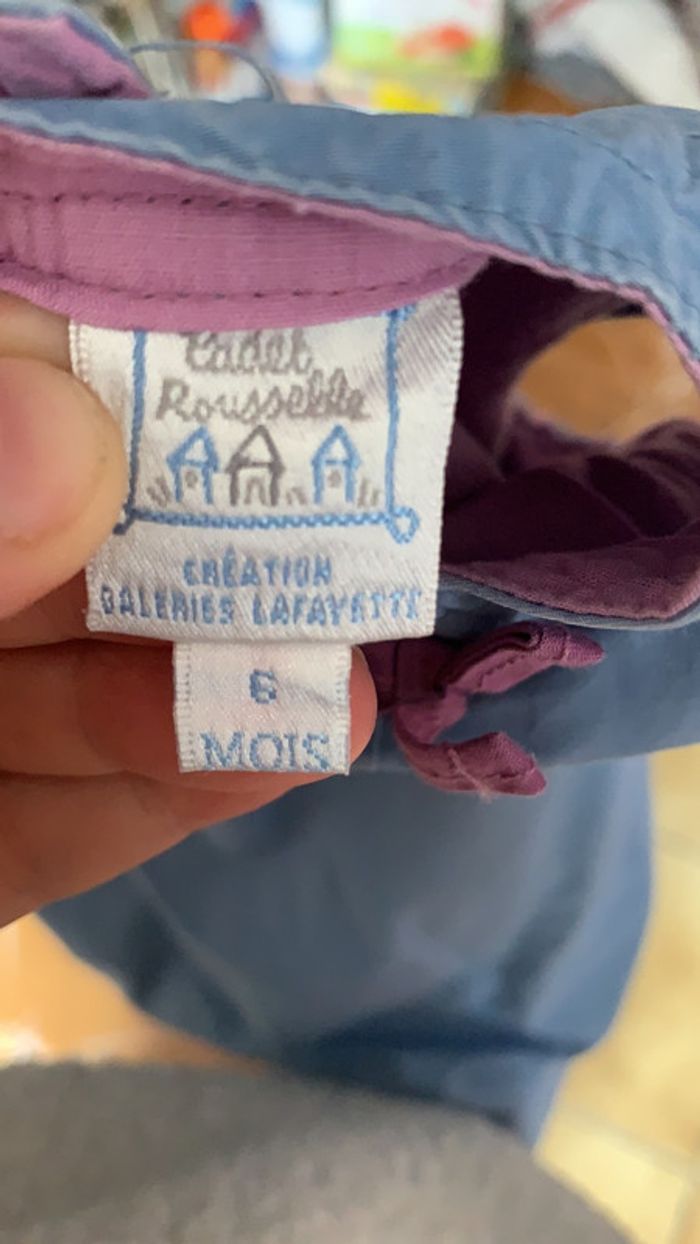 Cadet
Rousselle
CRÉATION
GALERIES LAFAYETTE
6
MOIS